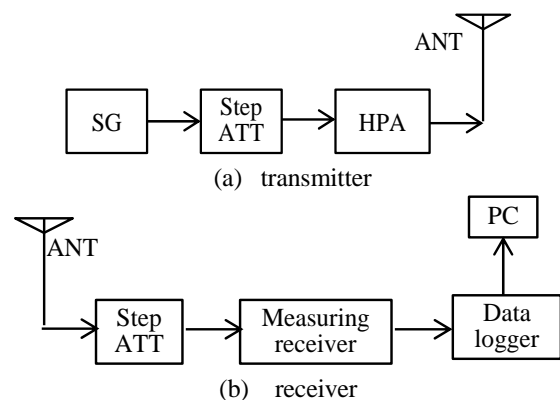 ANT
SG
Step
ATT
HPA
(a) transmitter
ANT
PC
Step
ATT
Measuring
receiver
Data
logger
(b) receiver